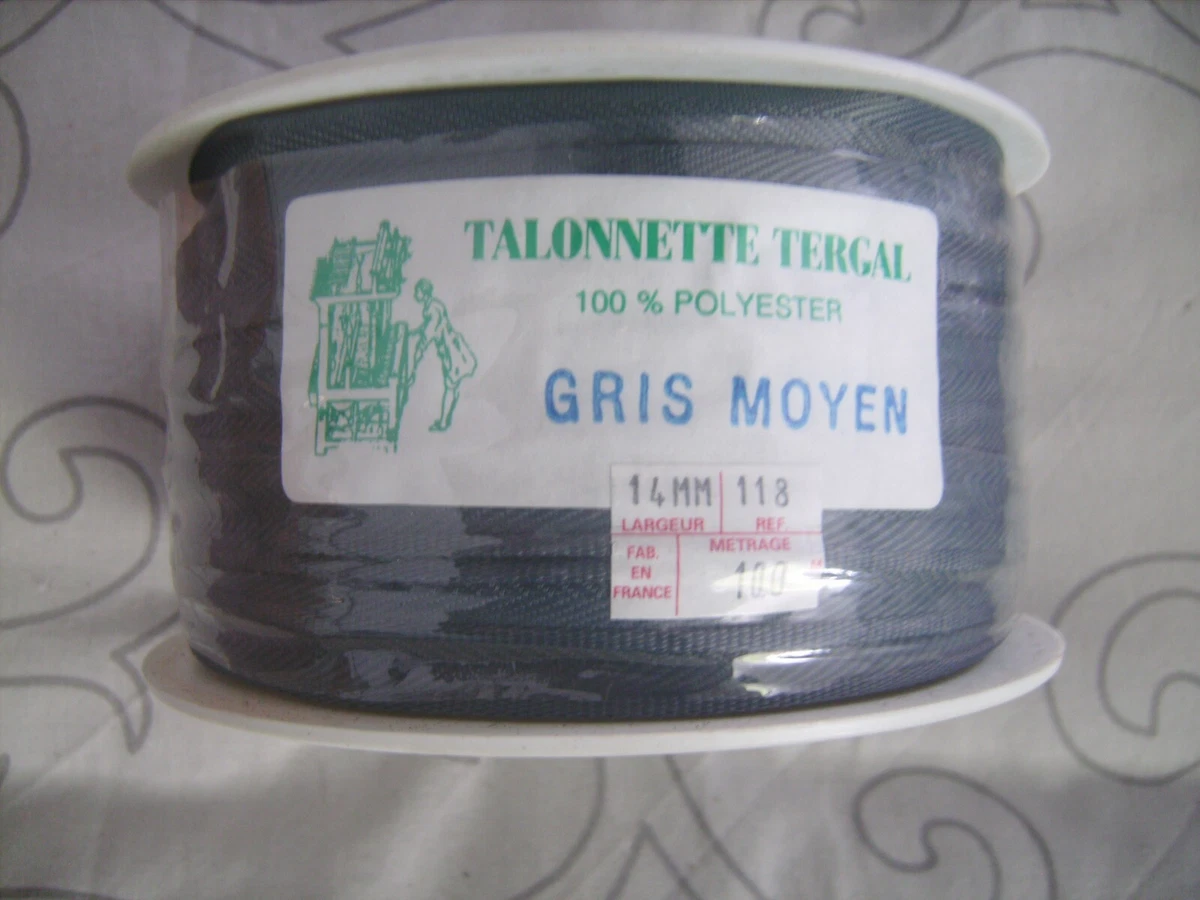 TALONNETTE TERGAL
100 % POLYESTER
GRIS MOYEN
14MM 118
LARGEUR REF.
FAB. EN FRANCE
METRAGE
100 M